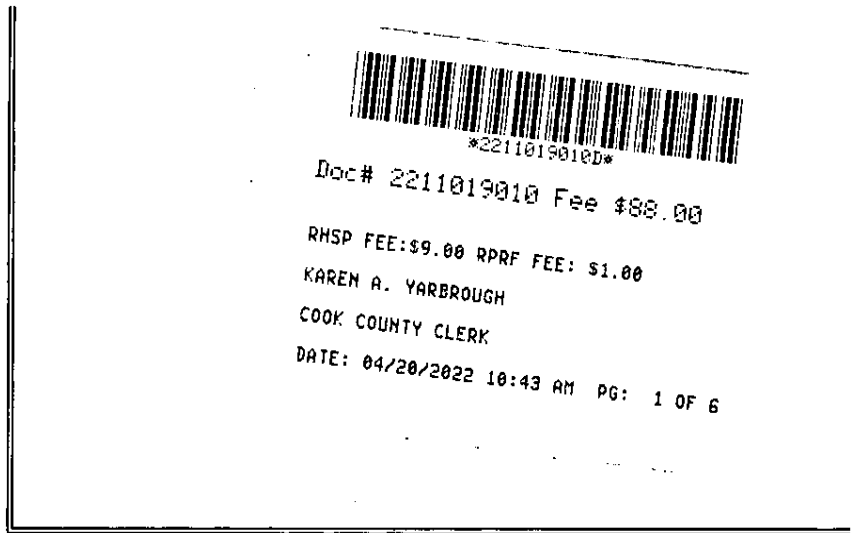 *2211019010D*
Doc# 2211019010 Fee $88.00
RHSP FEE:$9.00 RPRF FEE: $1.00
KAREN A. YARBROUGH
COOK COUNTY CLERK
DATE: 04/20/2022 10:43 AM PG: 1 OF 6